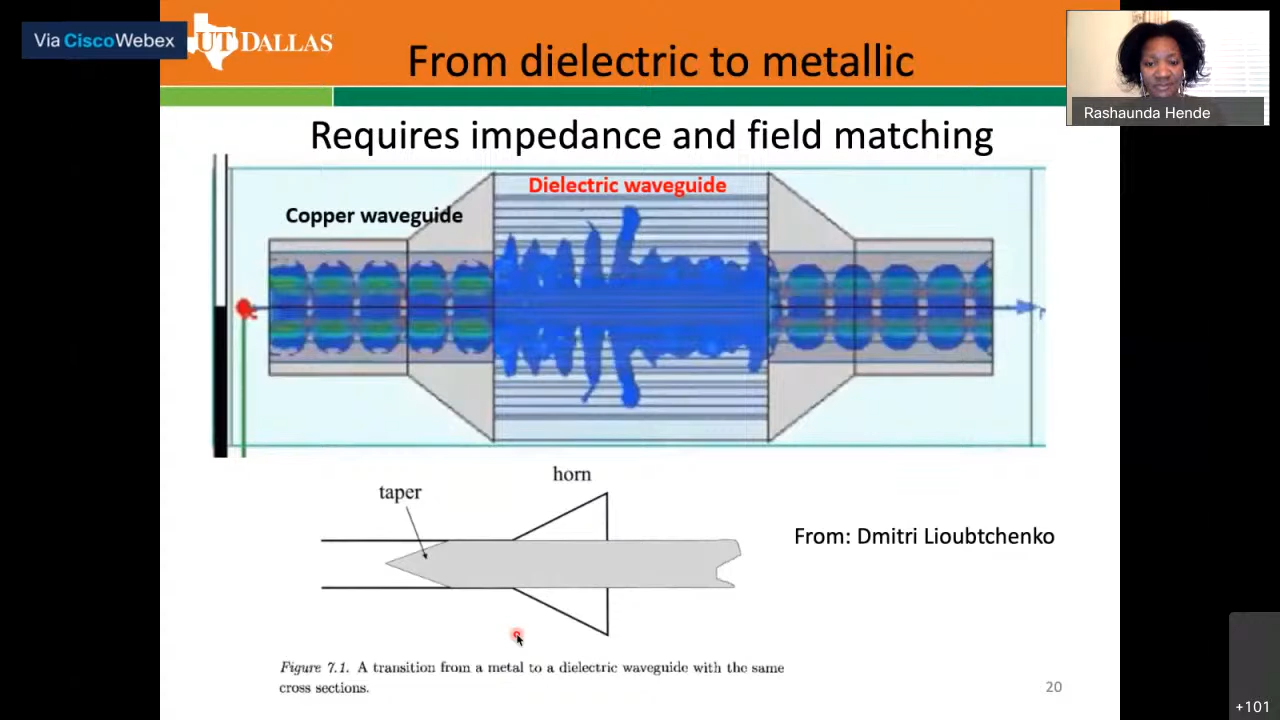 Via CiscoWebex
UT DALLAS
From dielectric to metallic
Rashaunda Hende
Requires impedance and field matching
Dielectric waveguide
Copper waveguide
horn
taper
From: Dmitri Lioubtchenko
Figure 7.1. A transition from a metal to a dielectric waveguide with the same
cross sections.
20
+101